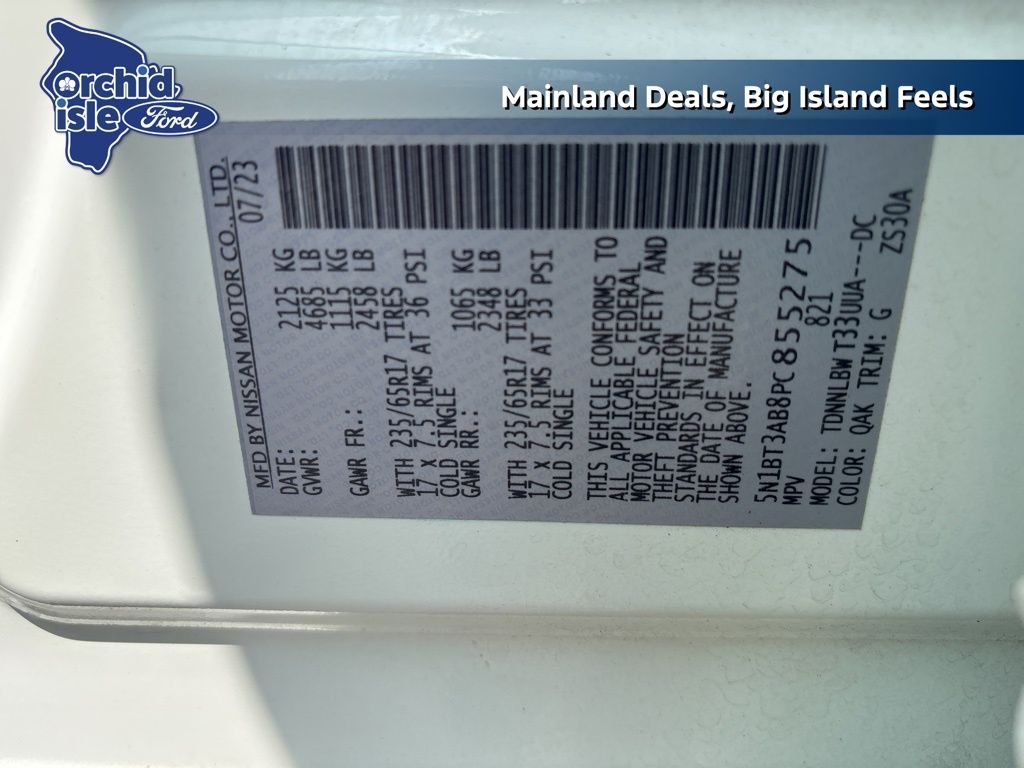 Orchid
isle
Ford
Mainland Deals, Big Island Feels
MFD BY NISSAN MOTOR CO., LTD.
DATE: 07/23
GVWR: 2125 KG
4685 LB
GAWR FR.: 1115 KG
2458 LB
WITH 235/65R17 TIRES
17 X 7.5 RIMS AT 36 PSI
COLD SINGLE
GAWR RR.: 1065 KG
2348 LB
WITH 235/65R17 TIRES
17 X 7.5 RIMS AT 33 PSI
COLD SINGLE
THIS VEHICLE CONFORMS TO
ALL APPLICABLE FEDERAL
MOTOR VEHICLE SAFETY AND
THEFT PREVENTION
STANDARDS IN EFFECT ON
THE DATE OF MANUFACTURE
SHOWN ABOVE.
5N1BT3AB8PC855275
MPV 821
MODEL: TDNNLBW T33UUA---DC
COLOR: QAK TRIM: G ZS30A